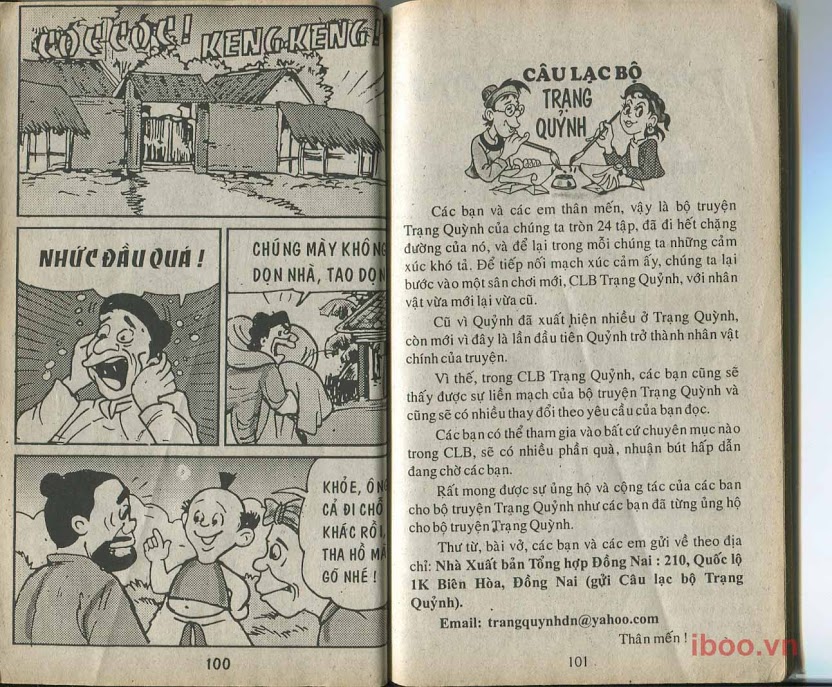 CỐC CỐC! KENG KENG!
NHỨC ĐẦU QUÁ!
CHÚNG MÀY KHÔNG
DỌN NHÀ, TAO DỌN
KHỎE, ÔN
CẢ ĐI CHỖ
KHÁC RỒI,
THA HỒ MÀ
GÕ NHÉ!
100
CÂU LẠC BỘ
TRẠNG
QUỶNH
Các bạn và các em thân mến, vậy là bộ truyện
Trạng Quỳnh của chúng ta tròn 24 tập, đã đi hết chặng
đường của nó, và để lại trong mỗi chúng ta những cảm
xúc khó tả. Để tiếp nối mạch xúc cảm ấy, chúng ta lại
bước vào một sân chơi mới, CLB Trạng Quỷnh, với nhân
vật vừa mới lại vừa cũ.
Cũ vì Quỷnh đã xuất hiện nhiều ở Trạng Quỳnh,
còn mới vì đây là lần đầu tiên Quỷnh trở thành nhân vật
chính của truyện.
Vì thế, trong CLB Trạng Quỷnh, các bạn cũng sẽ
thấy được sự liền mạch của bộ truyện Trạng Quỳnh và
cũng sẽ có nhiều thay đổi theo yêu cầu của bạn đọc.
Các bạn có thể tham gia vào bất cứ chuyên mục nào
trong CLB, sẽ có nhiều phần quà, nhuận bút hấp dẫn
đang chờ các bạn.
Rất mong được sự ủng hộ và cộng tác của các bạn
cho bộ truyện Trạng Quỷnh như các bạn đã từng ủng hộ
cho bộ truyện Trạng Quỳnh.
Thư từ, bài vở, các bạn và các em gửi về theo địa
chỉ: Nhà Xuất bản Tổng hợp Đồng Nai : 210, Quốc lộ
1K Biên Hòa, Đồng Nai (gửi Câu lạc bộ Trạng
Quỷnh).
Email: trangquynhdn@yahoo.com
Thân mến !
101
iboo.vn